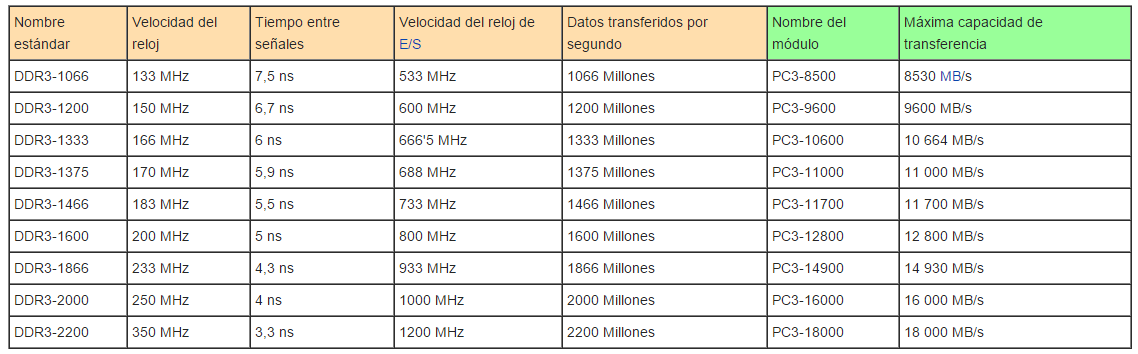 Nombre estándar | Velocidad del reloj | Tiempo entre señales | Velocidad del reloj de E/S | Datos transferidos por segundo | Nombre del módulo | Máxima capacidad de transferencia
DDR3-1066 | 133 MHz | 7,5 ns | 533 MHz | 1066 Millones | PC3-8500 | 8530 MB/s
DDR3-1200 | 150 MHz | 6,7 ns | 600 MHz | 1200 Millones | PC3-9600 | 9600 MB/s
DDR3-1333 | 166 MHz | 6 ns | 666'5 MHz | 1333 Millones | PC3-10600 | 10 664 MB/s
DDR3-1375 | 170 MHz | 5,9 ns | 688 MHz | 1375 Millones | PC3-11000 | 11 000 MB/s
DDR3-1466 | 183 MHz | 5,5 ns | 733 MHz | 1466 Millones | PC3-11700 | 11 700 MB/s
DDR3-1600 | 200 MHz | 5 ns | 800 MHz | 1600 Millones | PC3-12800 | 12 800 MB/s
DDR3-1866 | 233 MHz | 4,3 ns | 933 MHz | 1866 Millones | PC3-14900 | 14 930 MB/s
DDR3-2000 | 250 MHz | 4 ns | 1000 MHz | 2000 Millones | PC3-16000 | 16 000 MB/s
DDR3-2200 | 350 MHz | 3,3 ns | 1200 MHz | 2200 Millones | PC3-18000 | 18 000 MB/s